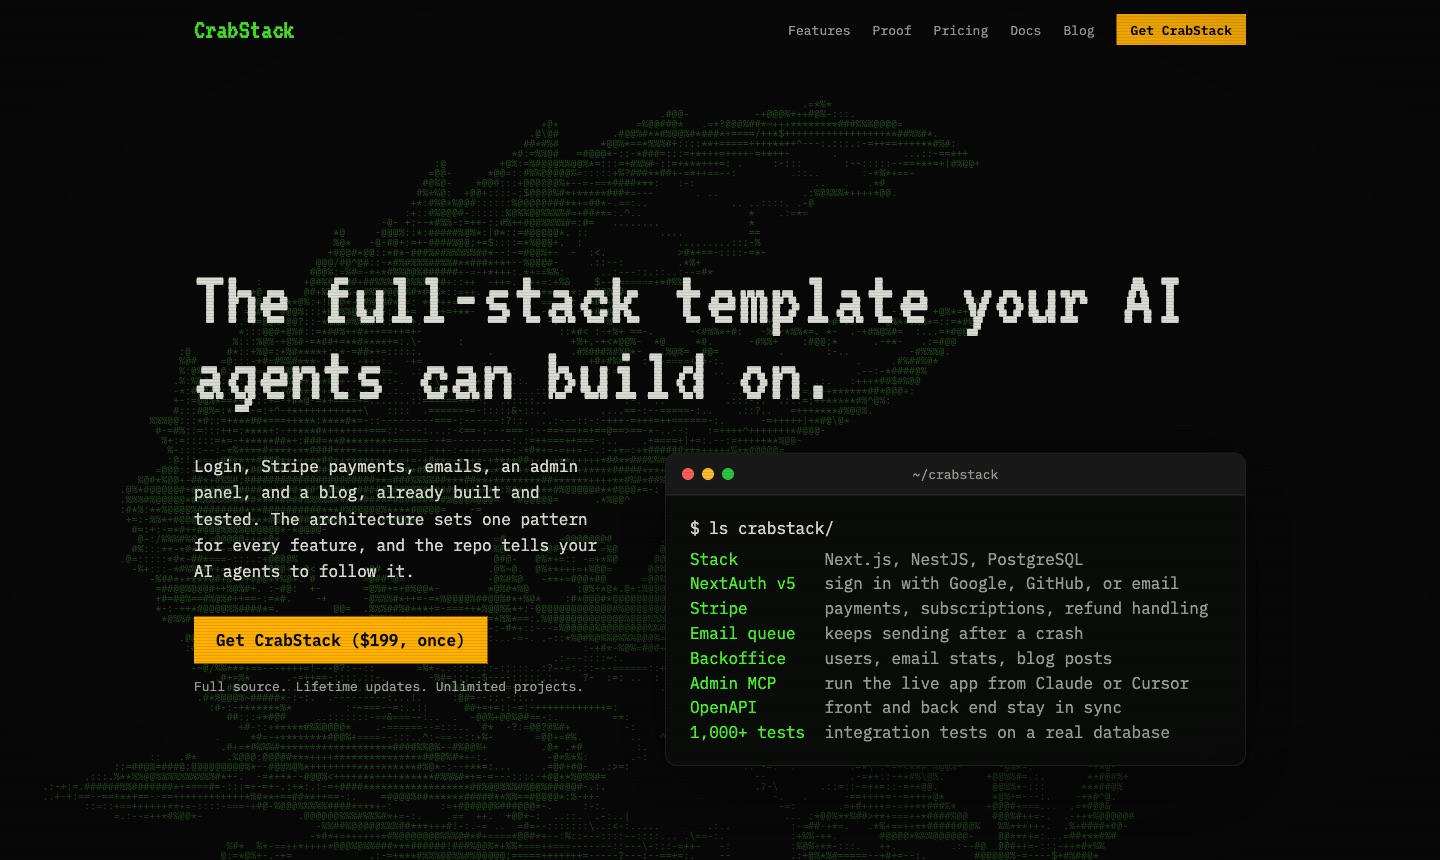 CrabStack
Features
Proof
Pricing
Docs
Blog
Get CrabStack
The full-stack template your AI
agents can build on.
Login, Stripe payments, emails, an admin
panel, and a blog, already built and
tested. The architecture sets one pattern
for every feature, and the repo tells your
AI agents to follow it.
Get CrabStack ($199, once)
Full source. Lifetime updates. Unlimited projects.
~/crabstack
$ ls crabstack/
Stack Next.js, NestJS, PostgreSQL
NextAuth v5 sign in with Google, GitHub, or email
Stripe payments, subscriptions, refund handling
Email queue keeps sending after a crash
Backoffice users, email stats, blog posts
Admin MCP run the live app from Claude or Cursor
OpenAPI front and back end stay in sync
1,000+ tests integration tests on a real database